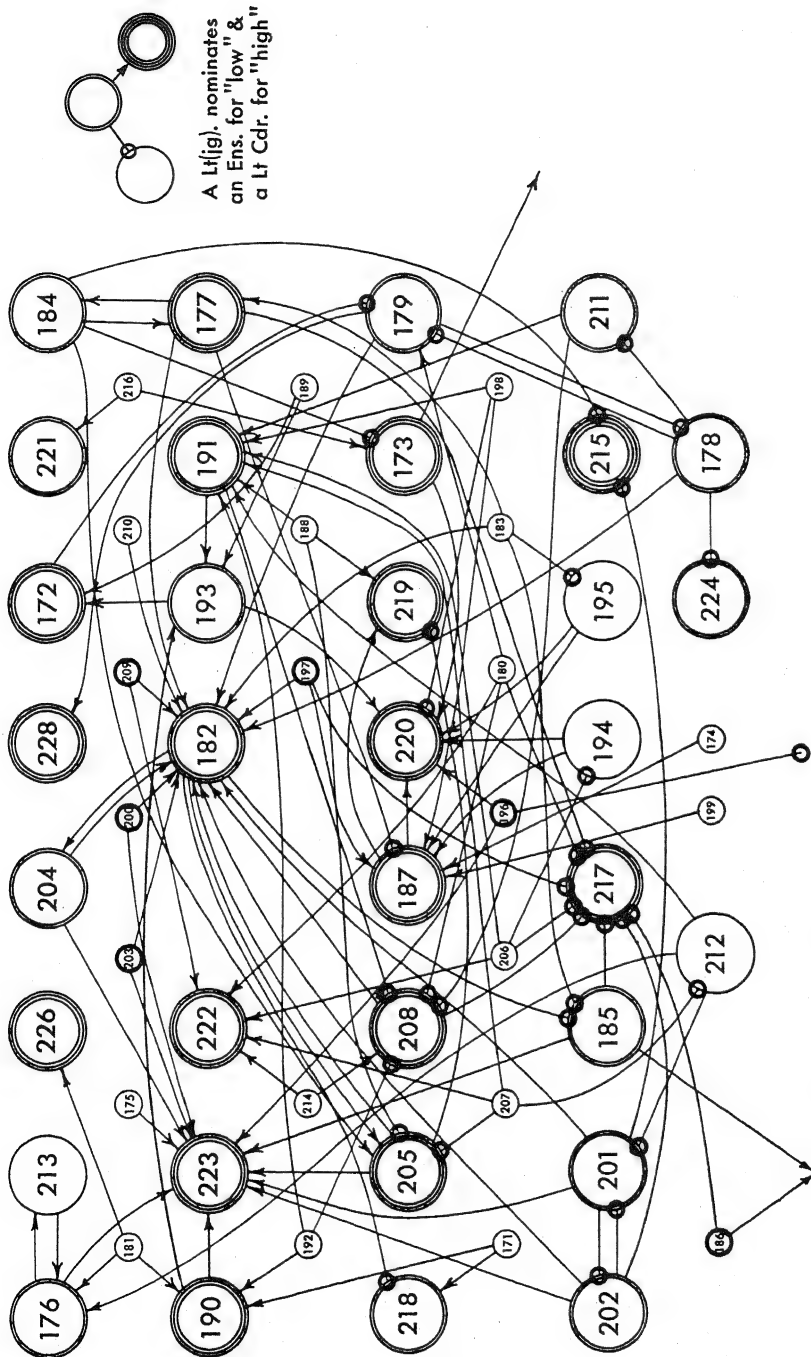 176 213 226 204 228 172 221 184
181 175 203 200 209 210 216
190 223 222 182 193 191 177
A Lt(jg). nominates
an Ens. for "low" &
a Lt Cdr. for "high"
192 214 197 188 189
218 205 208 187 220 219 173 179
171 207 206 196 180 183 198
202 201 185 217 194 195 215 211
186 212 199 174 224 178